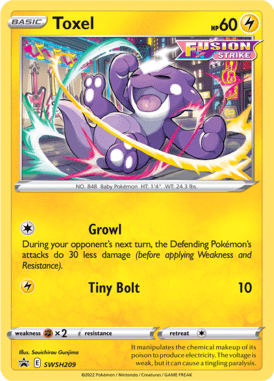 BASIC Toxel HP60
FUSION
STRIKE
NO. 848 Baby Pokémon HT: 1'4" WT: 24.3 lbs.
Growl
During your opponent's next turn, the Defending Pokémon's
attacks do 30 less damage (before applying Weakness and
Resistance).
Tiny Bolt 10
weakness ×2 resistance retreat
Illus. Souichirou Gunjima
E SWSH209
It manipulates the chemical makeup of its
poison to produce electricity. The voltage is
weak, but it can cause a tingling paralysis.
©2022 Pokémon / Nintendo / Creatures / GAME FREAK